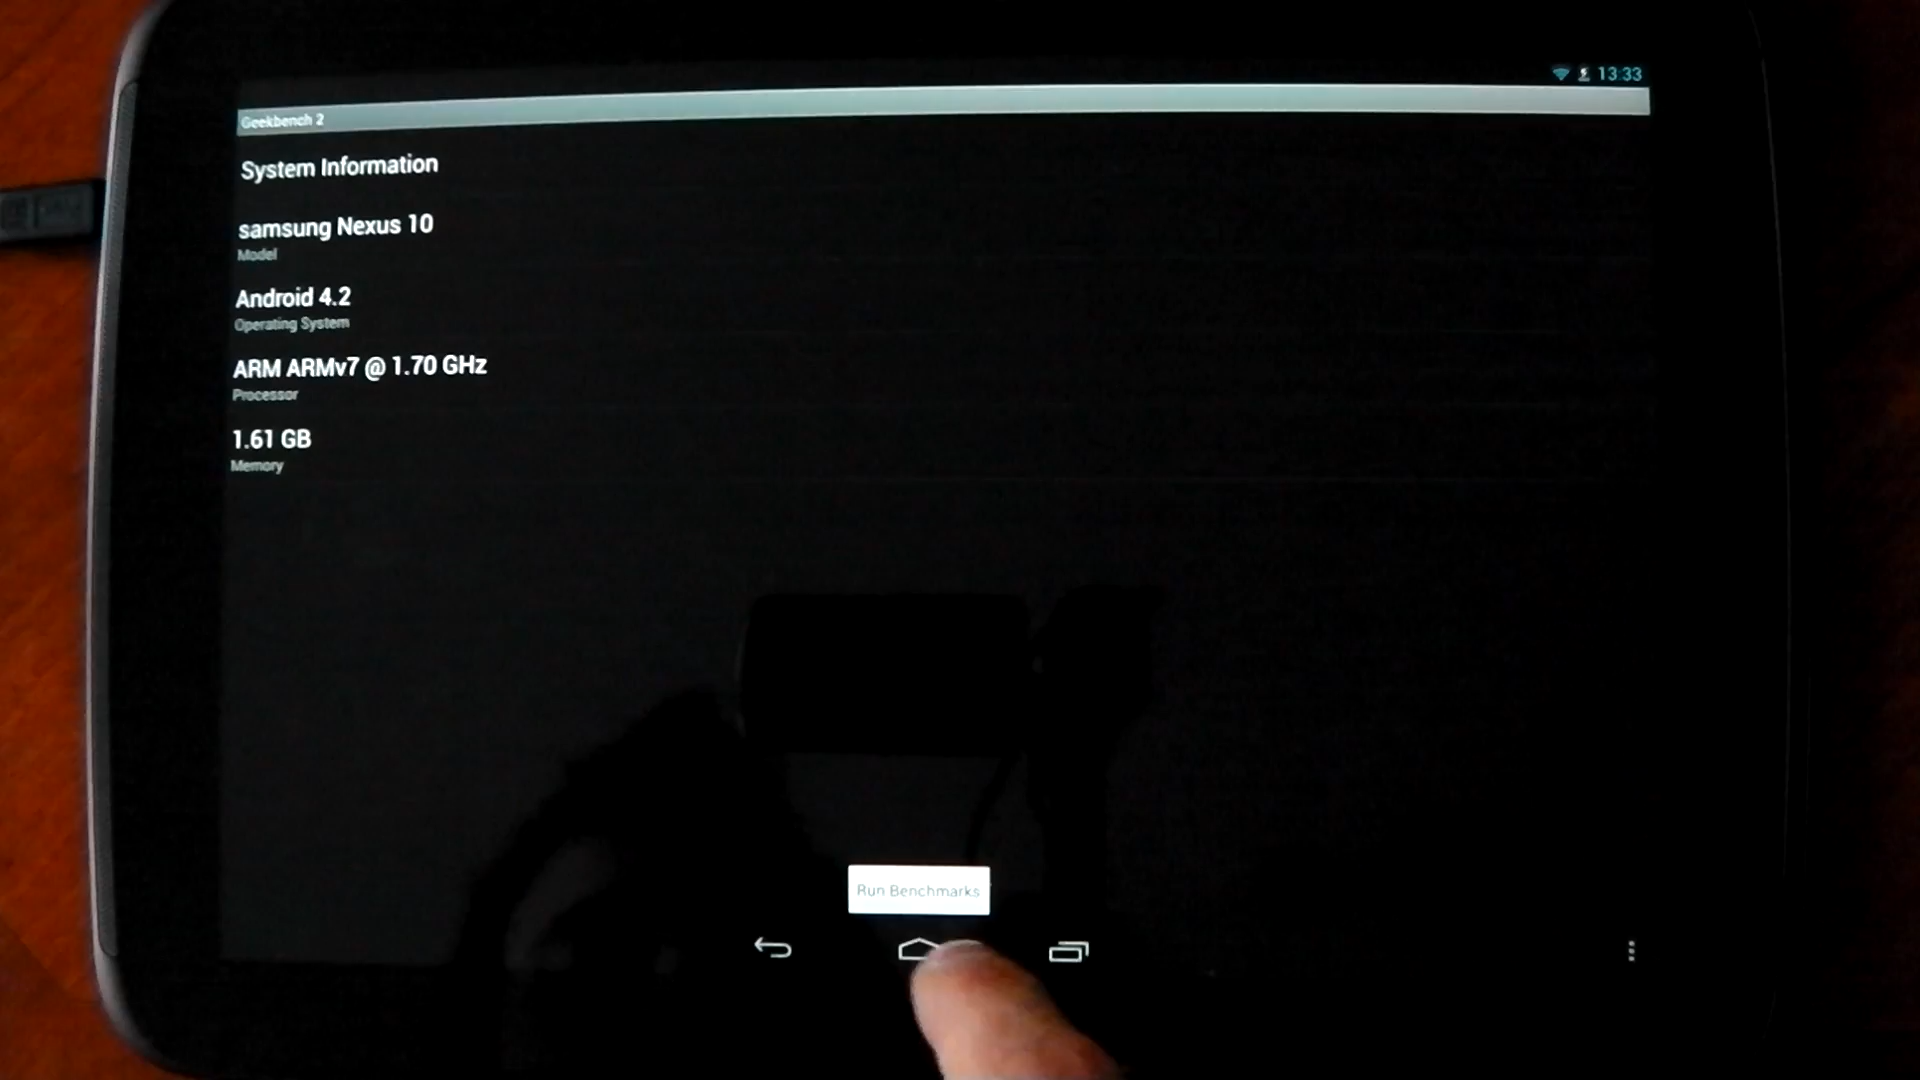 13:33
Geekbench 2
System Information
samsung Nexus 10
Model
Android 4.2
Operating System
ARM ARMv7 @ 1.70 GHz
Processor
1.61 GB
Memory
Run Benchmarks